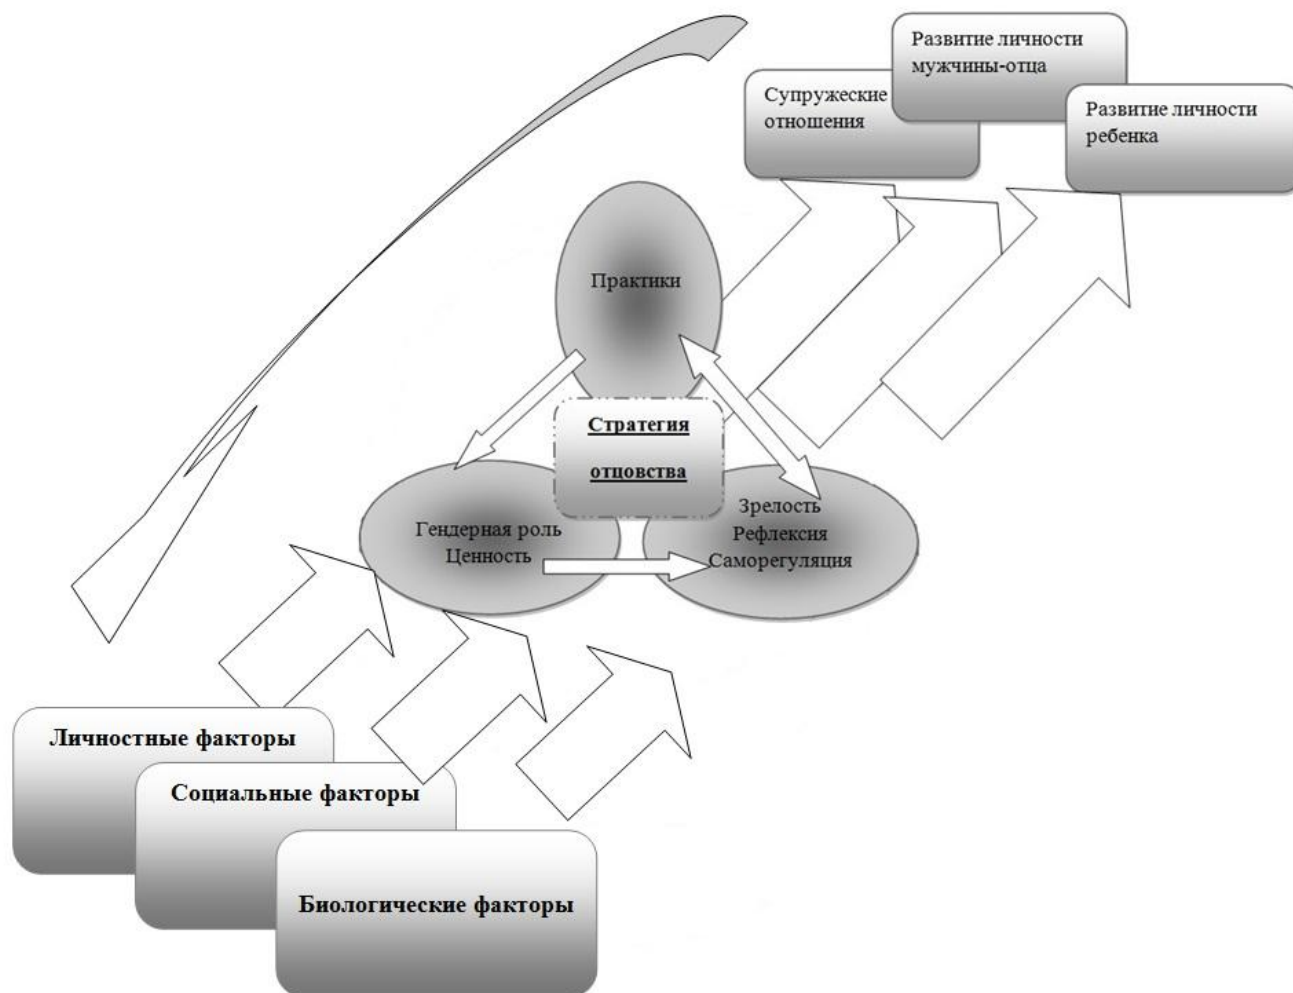 Развитие личности
мужчины-отца
Супружеские
отношения
Развитие личности
ребенка
Практики
Стратегия
отцовства
Гендерная роль
Ценность
Зрелость
Рефлексия
Саморегуляция
Личностные факторы
Социальные факторы
Биологические факторы